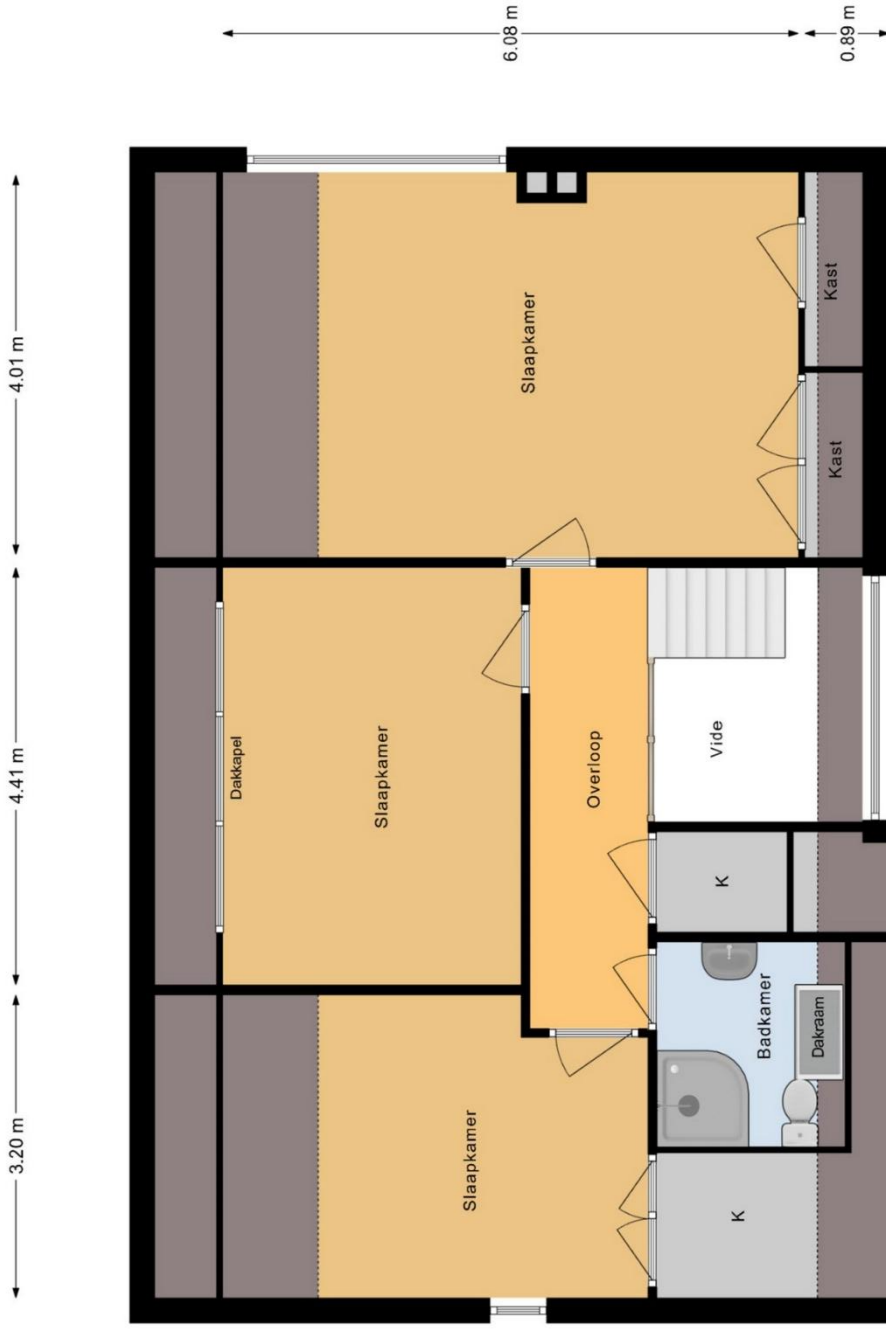 6.08 m
0.89 m
4.01 m
4.41 m
3.20 m
Slaapkamer
Kast
Kast
Dakkapel
Slaapkamer
Overloop
Vide
K
Slaapkamer
Badkamer
Dakraam
K